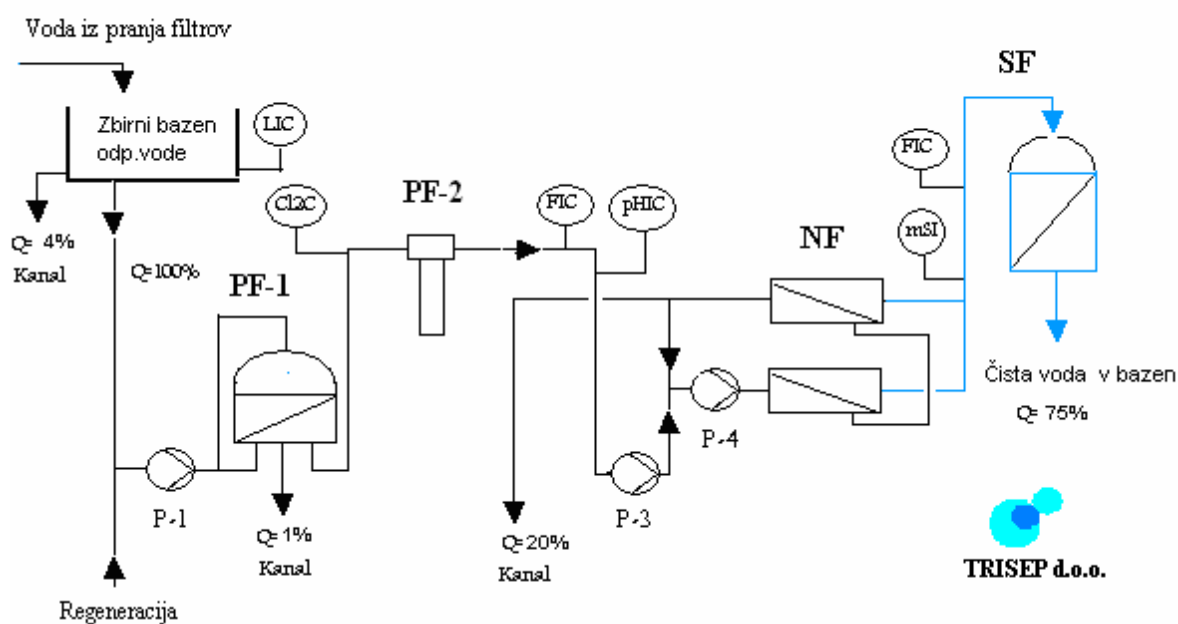 Voda iz pranja filtrov
SF
Zbirni bazen
odp.vode
LIC
FIC
PF-2
Cl2C
FIC
pHIC
mSI
NF
Q= 4%
Kanal
Q=100%
PF-1
Čista voda v bazen
Q= 75%
P-4
P-1
P-3
Q=1%
Kanal
Q=20%
Kanal
TRISEP d.o.o.
Regeneracija